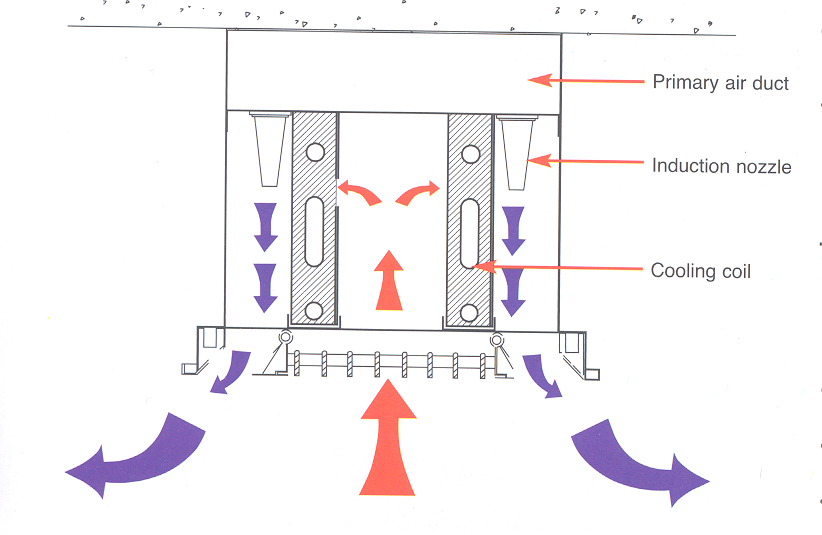 Primary air duct
Induction nozzle
Cooling coil